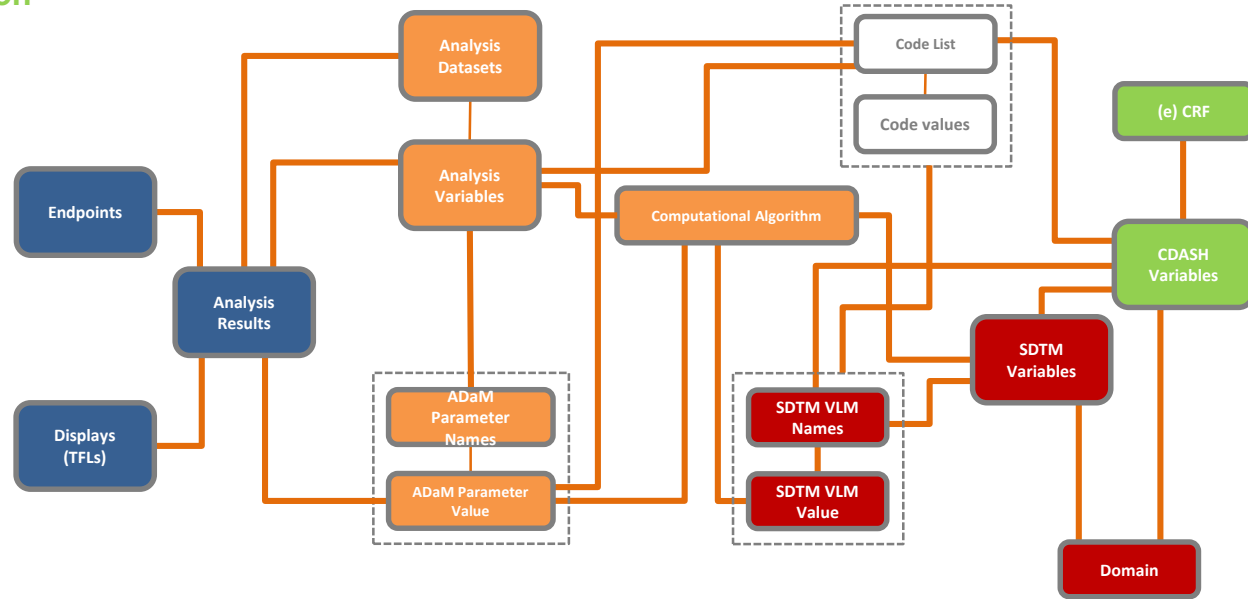 Analysis
Datasets
Code List
Code values
(e) CRF
Analysis
Variables
Endpoints
Computational Algorithm
CDASH
Variables
Analysis
Results
SDTM
Variables
ADaM
Parameter
Names
SDTM VLM
Names
Displays
(TFLs)
ADaM Parameter
Value
SDTM VLM
Value
Domain